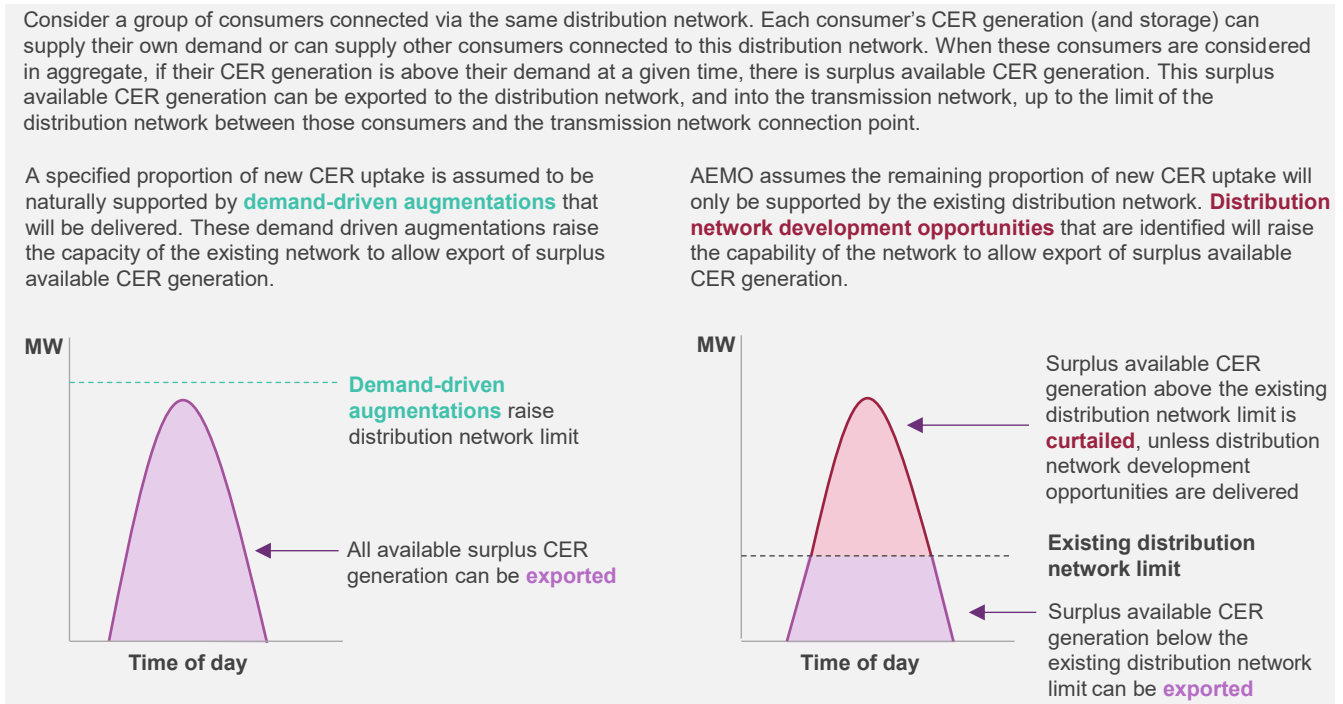 Consider a group of consumers connected via the same distribution network. Each consumer's CER generation (and storage) can
supply their own demand or can supply other consumers connected to this distribution network. When these consumers are considered
in aggregate, if their CER generation is above their demand at a given time, there is surplus available CER generation. This surplus
available CER generation can be exported to the distribution network, and into the transmission network, up to the limit of the
distribution network between those consumers and the transmission network connection point.
A specified proportion of new CER uptake is assumed to be
naturally supported by demand-driven augmentations that
will be delivered. These demand driven augmentations raise
the capacity of the existing network to allow export of surplus
available CER generation.
AEMO assumes the remaining proportion of new CER uptake will
only be supported by the existing distribution network. Distribution
network development opportunities that are identified will raise
the capability of the network to allow export of surplus available
CER generation.
MW
Demand-driven
augmentations raise
distribution network limit
All available surplus CER
generation can be exported
Time of day
MW
Surplus available CER
generation above the existing
distribution network limit is
curtailed, unless distribution
network development
opportunities are delivered
Existing distribution
network limit
Surplus available CER
generation below the
existing distribution network
limit can be exported
Time of day